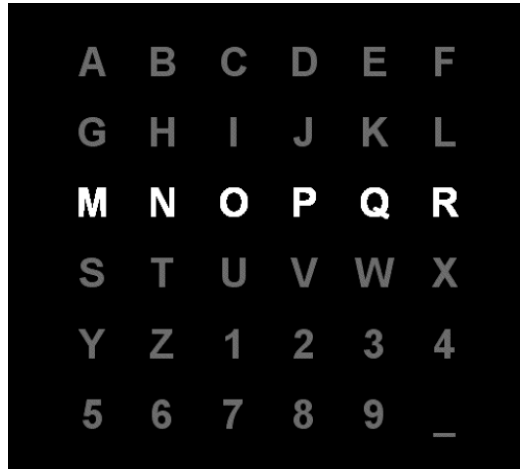 A B C D E F
G H I J K L
M N O P Q R
S T U V W X
Y Z 1 2 3 4
5 6 7 8 9 _